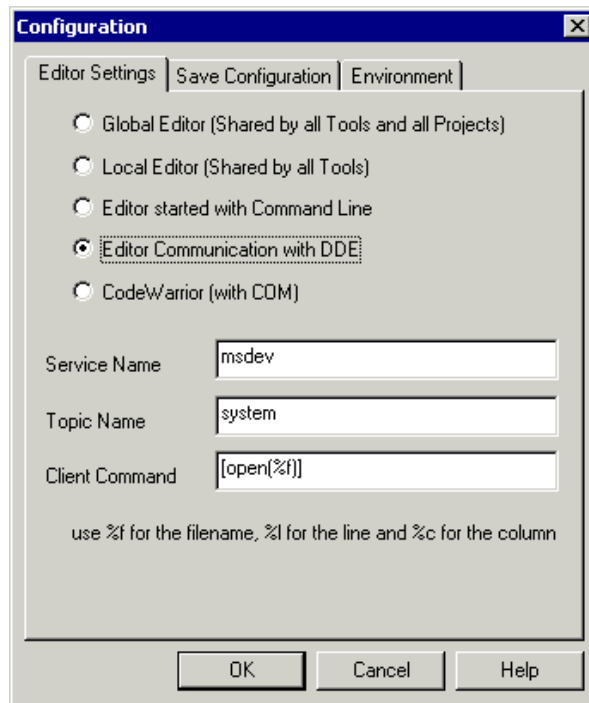 Configuration
Editor Settings Save Configuration Environment
Global Editor (Shared by all Tools and all Projects)
Local Editor (Shared by all Tools)
Editor started with Command Line
Editor Communication with DDE
CodeWarrior (with COM)
Service Name msdev
Topic Name system
Client Command [open(%f)]
use %f for the filename, %l for the line and %c for the column
OK Cancel Help